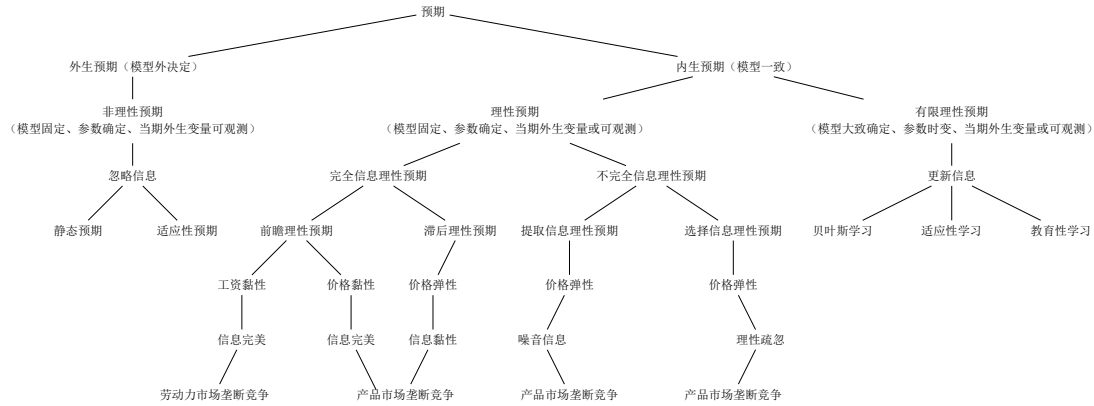 预期
外生预期（模型外决定）
内生预期（模型一致）
非理性预期
（模型固定、参数确定、当期外生变量可观测）
理性预期
（模型固定、参数确定、当期外生变量或可观测）
有限理性预期
（模型大致确定、参数时变、当期外生变量或可观测）
忽略信息
完全信息理性预期
不完全信息理性预期
更新信息
静态预期
适应性预期
前瞻理性预期
滞后理性预期
提取信息理性预期
选择信息理性预期
贝叶斯学习
适应性学习
教育性学习
工资黏性
价格黏性
价格弹性
价格弹性
价格弹性
信息完美
信息完美
信息黏性
噪音信息
理性疏忽
劳动力市场垄断竞争
产品市场垄断竞争
产品市场垄断竞争
产品市场垄断竞争